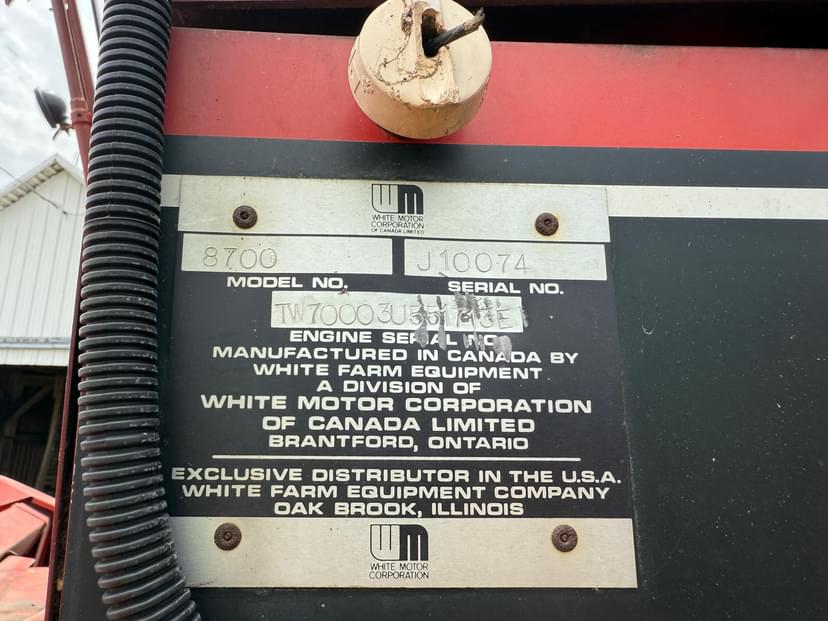 WHITE MOTOR
CORPORATION
OF CANADA LIMITED
8700 J10074
MODEL NO. SERIAL NO.
ENGINE SERIAL NO.
MANUFACTURED IN CANADA BY
WHITE FARM EQUIPMENT
A DIVISION OF
WHITE MOTOR CORPORATION
OF CANADA LIMITED
BRANTFORD, ONTARIO
EXCLUSIVE DISTRIBUTOR IN THE U.S.A.
WHITE FARM EQUIPMENT COMPANY
OAK BROOK, ILLINOIS
WHITE MOTOR
CORPORATION